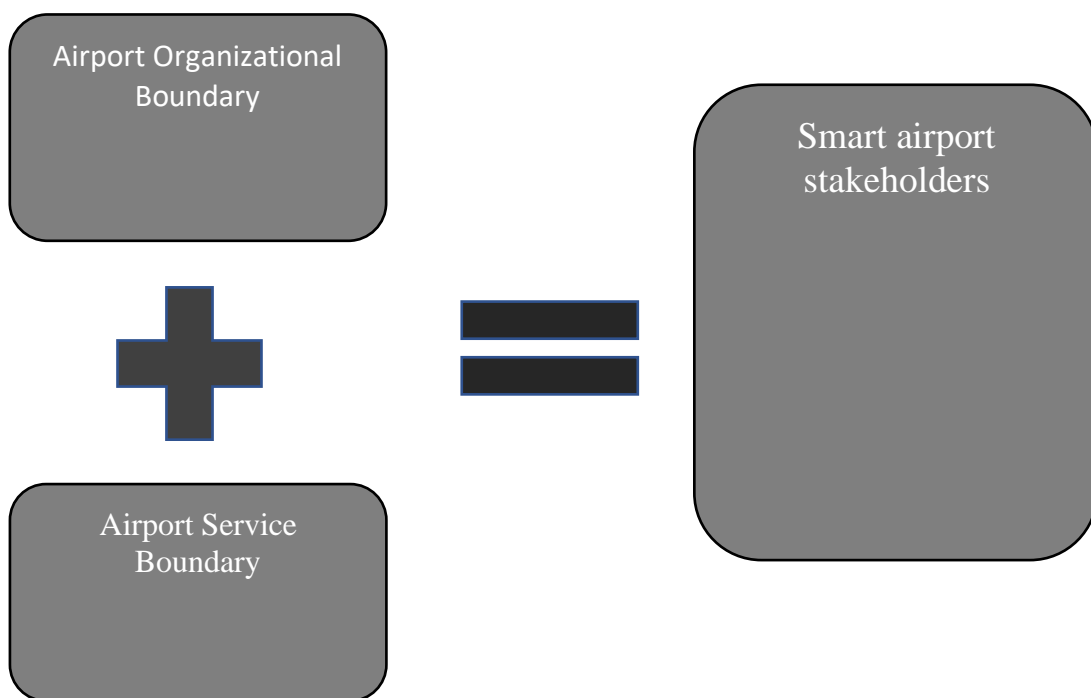 Airport Organizational
Boundary
Smart airport
stakeholders
Airport Service
Boundary